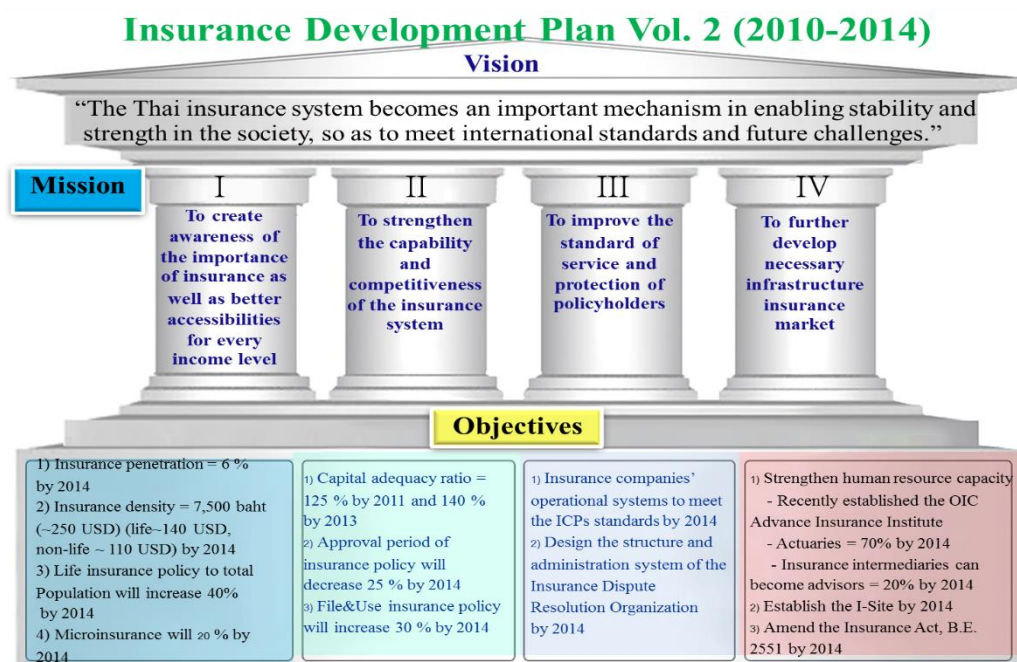 Insurance Development Plan Vol. 2 (2010-2014)
Vision
“The Thai insurance system becomes an important mechanism in enabling stability and
strength in the society, so as to meet international standards and future challenges.”
Mission
I
To create
awareness of
the importance
of insurance as
well as better
accessibilities
for every
income level
II
To strengthen
the capability
and
competitiveness
of the insurance
system
III
To improve the
standard of
service and
protection of
policyholders
IV
To further
develop
necessary
infrastructure
insurance
market
Objectives
1) Insurance penetration = 6 %
by 2014
2) Insurance density = 7,500 baht
(~250 USD) (life~140 USD,
non-life ~ 110 USD) by 2014
3) Life insurance policy to total
Population will increase 40%
by 2014
4) Microinsurance will 20 % by
2014
1) Capital adequacy ratio =
125 % by 2011 and 140 %
by 2013
2) Approval period of
insurance policy will
decrease 25 % by 2014
3) File&Use insurance policy
will increase 30 % by 2014
1) Insurance companies’
operational systems to meet
the ICPs standards by 2014
2) Design the structure and
administration system of the
Insurance Dispute
Resolution Organization
by 2014
1) Strengthen human resource capacity
- Recently established the OIC
Advance Insurance Institute
- Actuaries = 70% by 2014
- Insurance intermediaries can
become advisors = 20% by 2014
2) Establish the I-Site by 2014
3) Amend the Insurance Act, B.E.
2551 by 2014